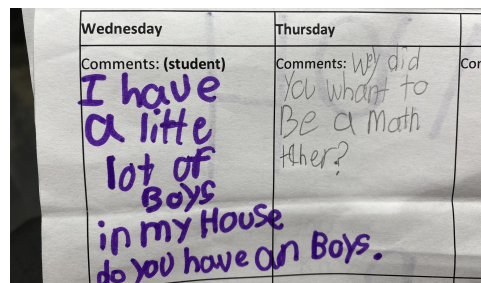 Wednesday
Comments: (student)
I have
a litte
lot of
Boys
in my House
do you have an Boys.
Thursday
Comments: Wey did
You whant to
Be a math
tther?
Cor